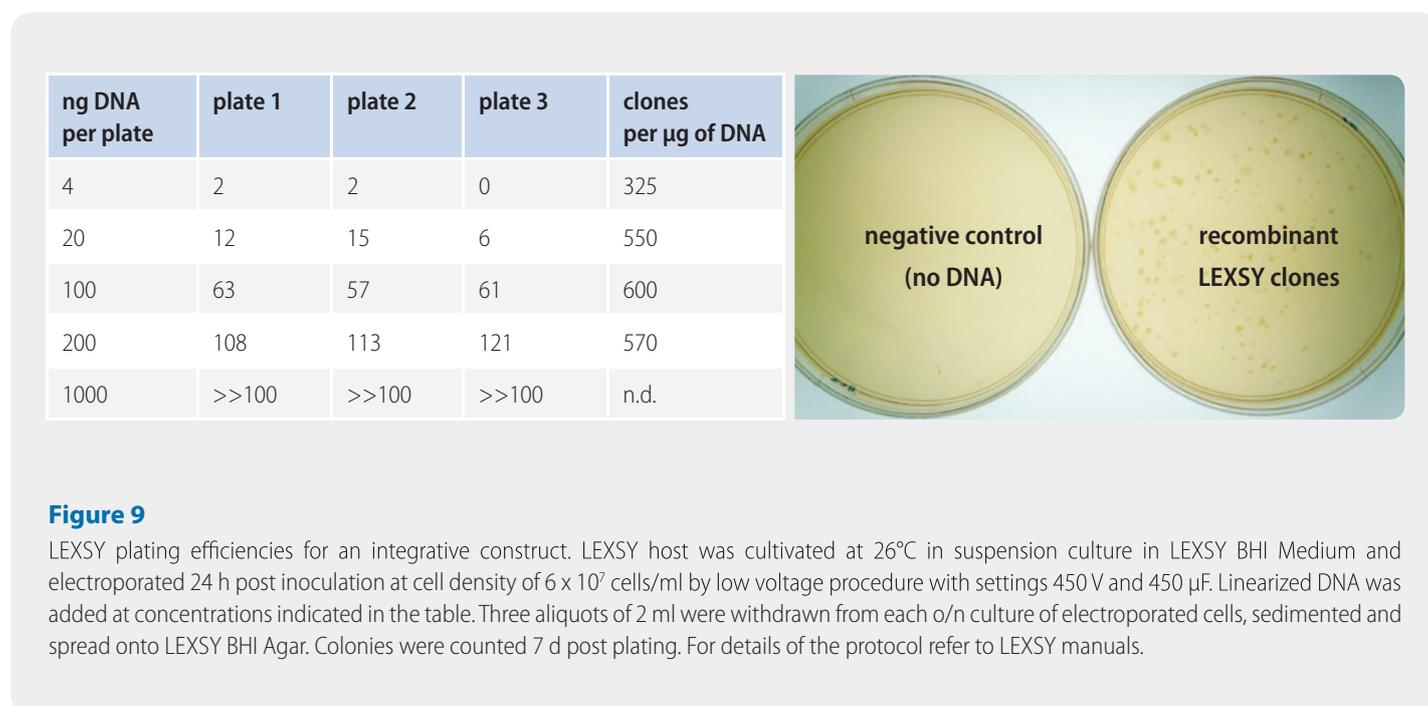 ng DNA per plate plate 1 plate 2 plate 3 clones per µg of DNA
4 2 2 0 325
20 12 15 6 550
100 63 57 61 600
200 108 113 121 570
1000 >>100 >>100 >>100 n.d.
negative control
(no DNA)
recombinant
LEXSY clones
Figure 9
LEXSY plating efficiencies for an integrative construct. LEXSY host was cultivated at 26°C in suspension culture in LEXSY BHI Medium and
electroporated 24 h post inoculation at cell density of 6 x 10⁷ cells/ml by low voltage procedure with settings 450 V and 450 µF. Linearized DNA was
added at concentrations indicated in the table. Three aliquots of 2 ml were withdrawn from each o/n culture of electroporated cells, sedimented and
spread onto LEXSY BHI Agar. Colonies were counted 7 d post plating. For details of the protocol refer to LEXSY manuals.